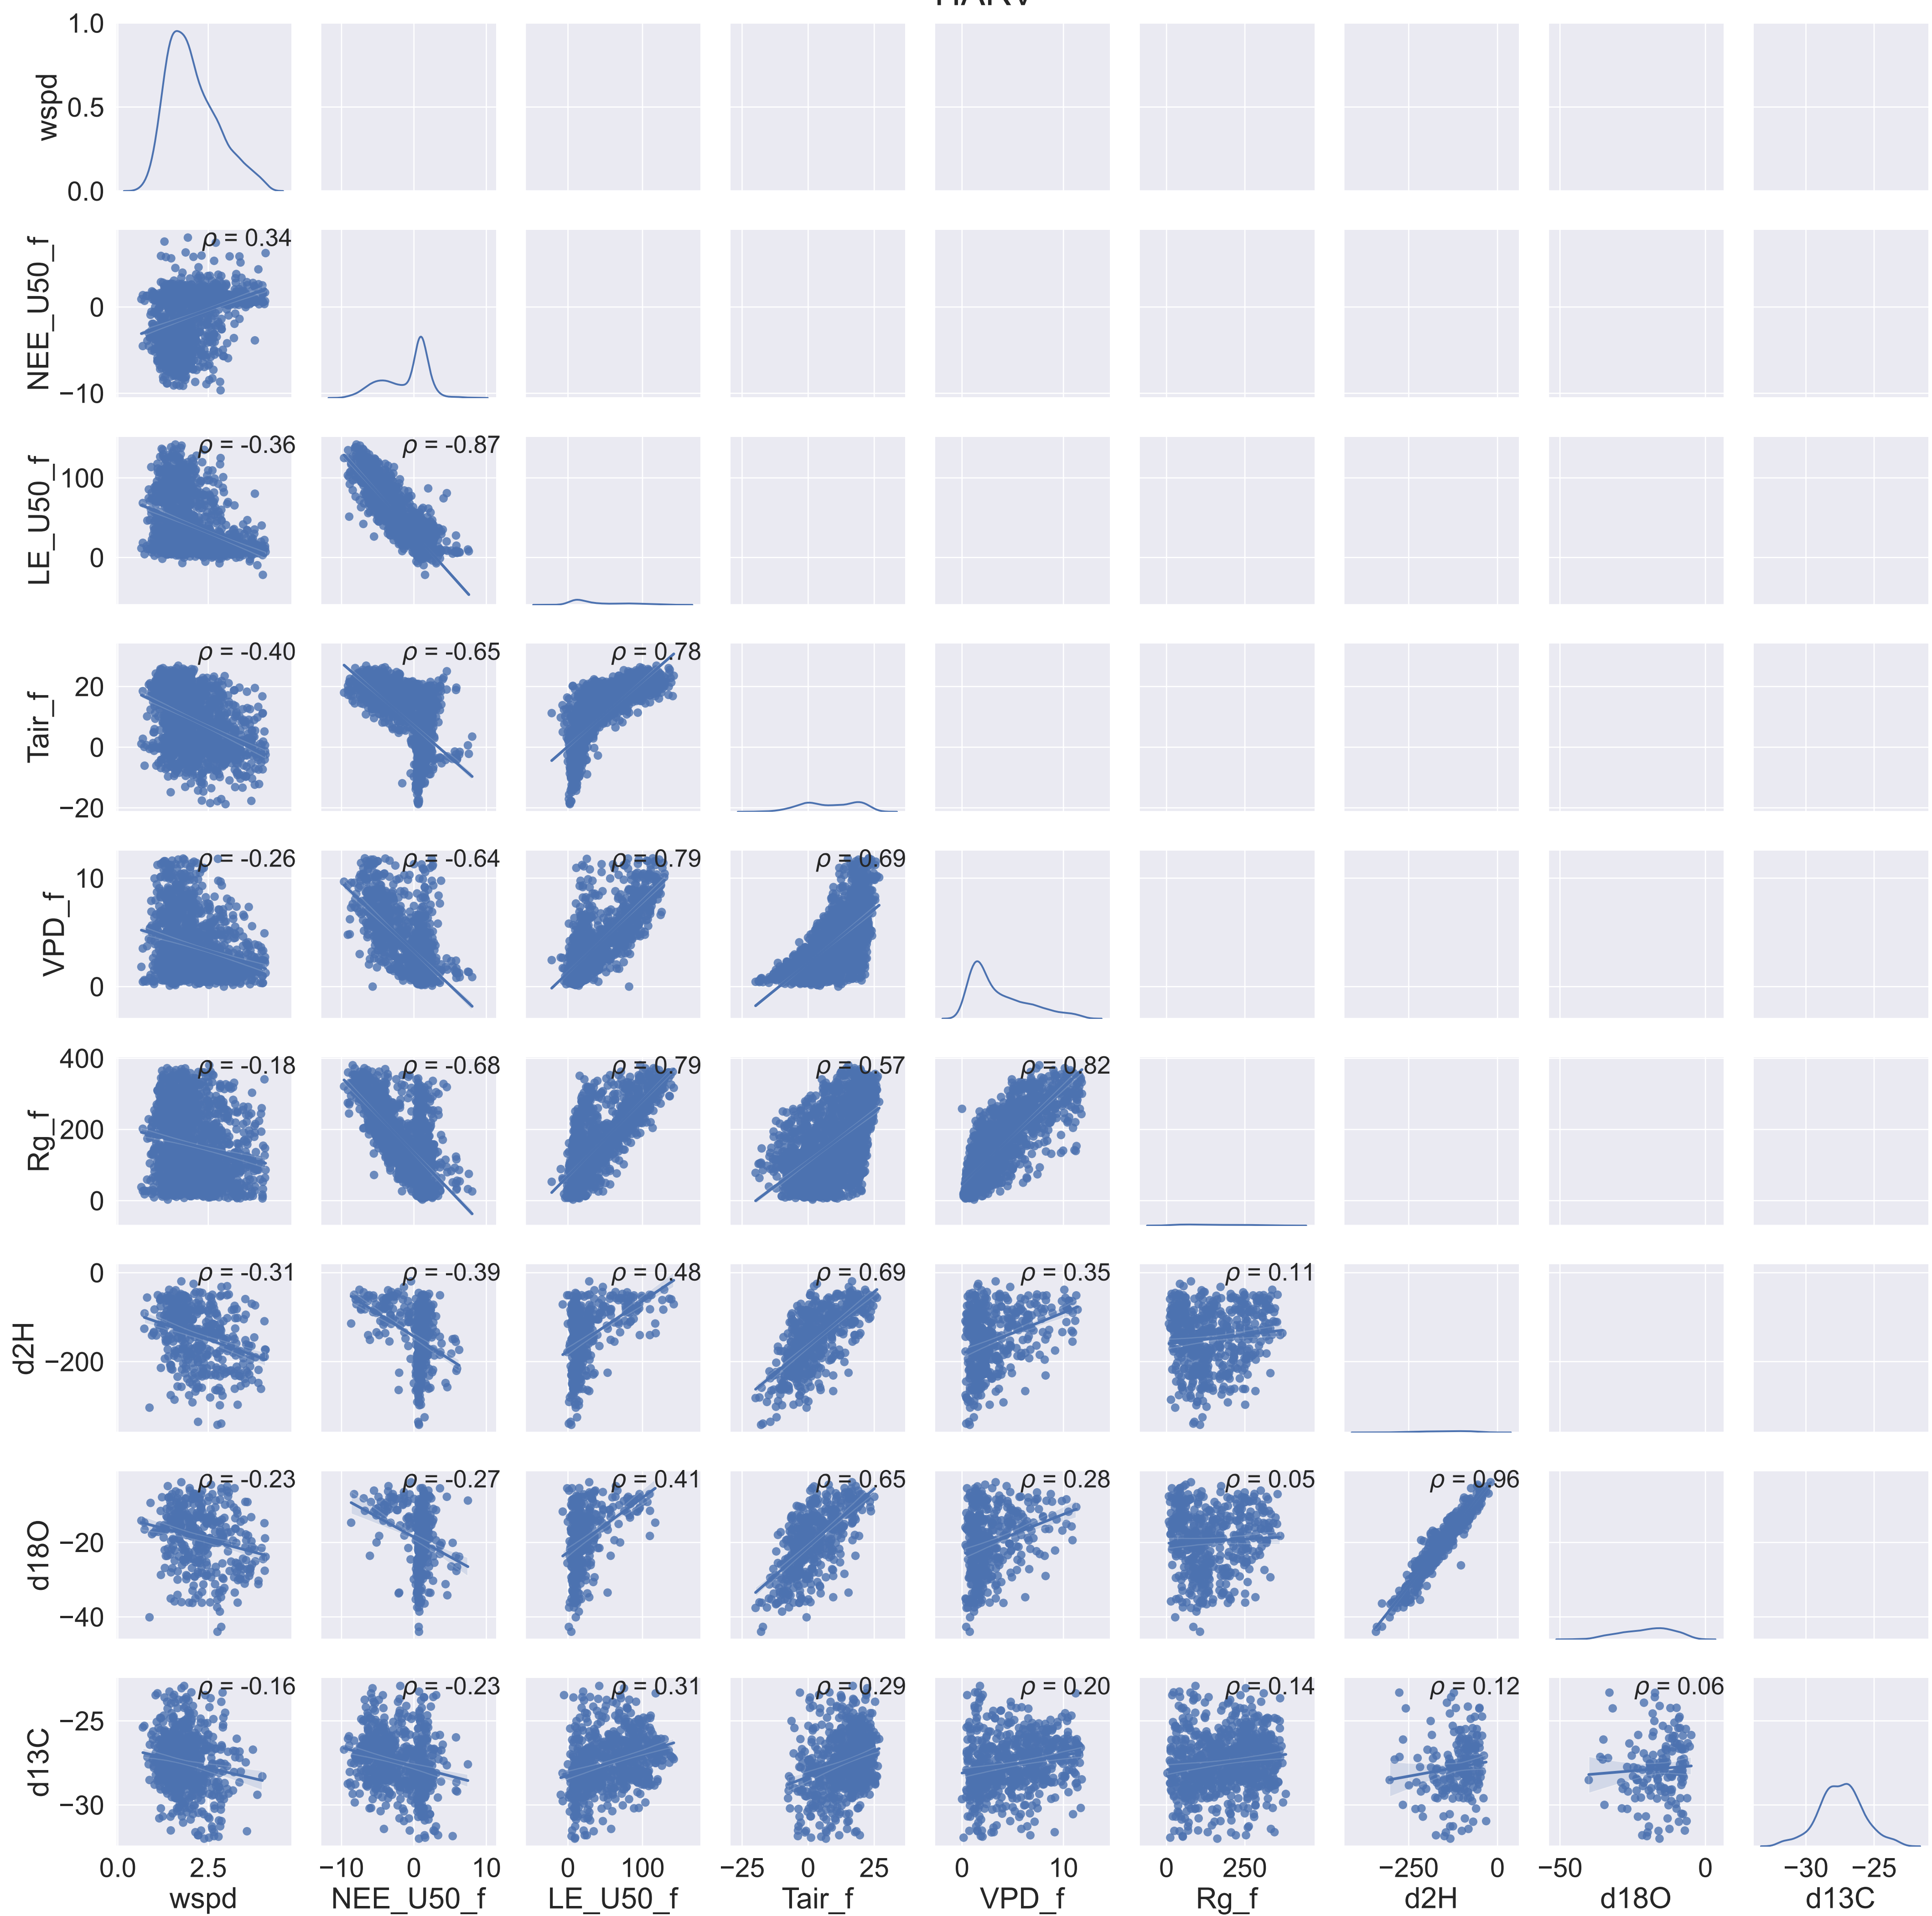 HARV
1.0
0.5
0.0
wspd
ρ = 0.34
0
−10
NEE_U50_f
ρ = -0.36
ρ = -0.87
100
0
LE_U50_f
ρ = -0.40
ρ = -0.65
ρ = 0.78
20
0
−20
Tair_f
ρ = -0.26
ρ = -0.64
ρ = 0.79
ρ = 0.69
10
0
VPD_f
ρ = -0.18
ρ = -0.68
ρ = 0.79
ρ = 0.57
ρ = 0.82
400
200
0
Rg_f
ρ = -0.31
ρ = -0.39
ρ = 0.48
ρ = 0.69
ρ = 0.35
ρ = 0.11
0
−200
d2H
ρ = -0.23
ρ = -0.27
ρ = 0.41
ρ = 0.65
ρ = 0.28
ρ = 0.05
ρ = 0.96
−20
−40
d18O
ρ = -0.16
ρ = -0.23
ρ = 0.31
ρ = 0.29
ρ = 0.20
ρ = 0.14
ρ = 0.12
ρ = 0.06
−25
−30
d13C
0.0 2.5 −10 0 10 0 100 −25 0 25 0 10 0 250 −250 0 −50 0 −30 −25
wspd NEE_U50_f LE_U50_f Tair_f VPD_f Rg_f d2H d18O d13C